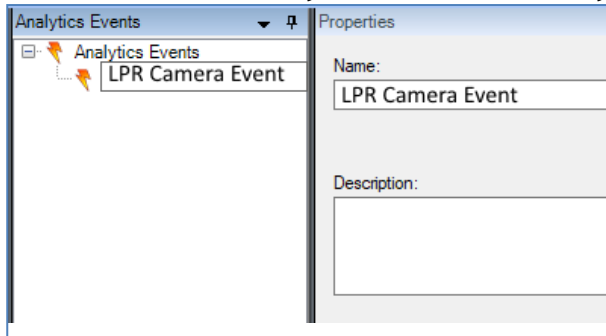 Analytics Events
Analytics Events
LPR Camera Event
Properties
Name:
LPR Camera Event
Description: